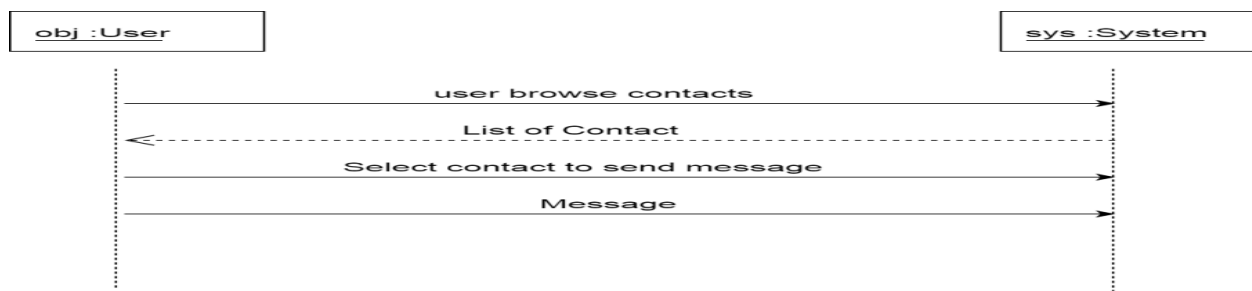 obj :User
sys :System
user browse contacts
List of Contact
Select contact to send message
Message